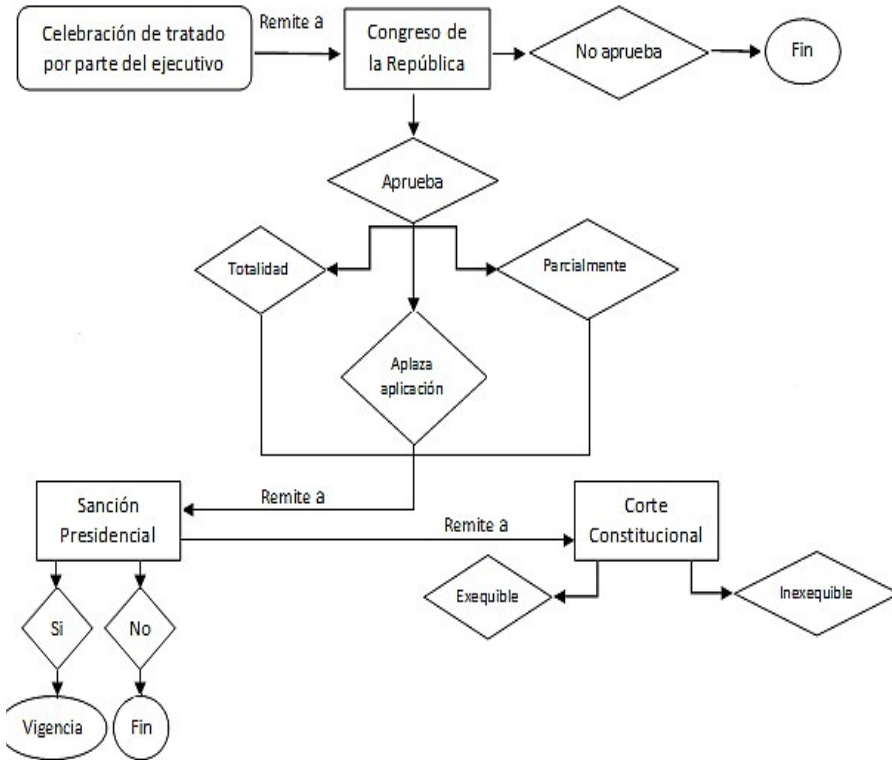 Celebración de tratado
por parte del ejecutivo
Remite a
Congreso de
la República
No aprueba
Fin
Aprueba
Totalidad
Parcialmente
Aplaza
aplicación
Sanción
Presidencial
Remite a
Remite a
Corte
Constitucional
Exequible
Inexequible
Si
No
Vigencia
Fin